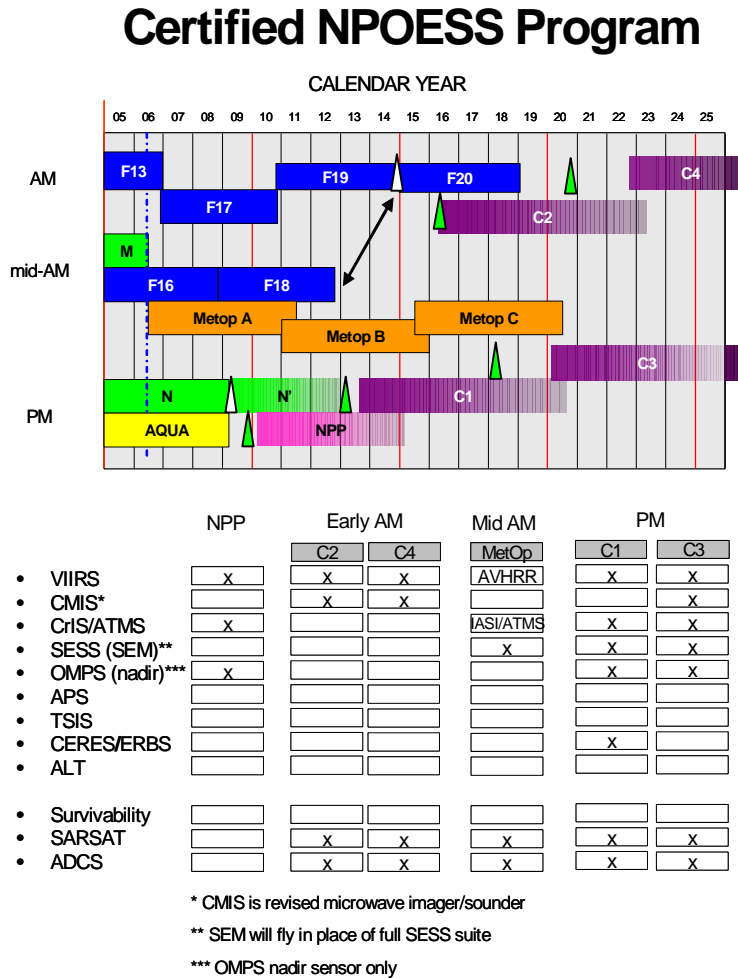 Certified NPOESS Program
CALENDAR YEAR
05 06 07 08 09 10 11 12 13 14 15 16 17 18 19 20 21 22 23 24 25
AM
F13
F19
F20
C4
F17
C2
mid-AM
M
F16
F18
Metop A
Metop B
Metop C
C3
PM
N
N'
C1
AQUA
NPP
NPP Early AM Mid AM PM
C2 C4 MetOp C1 C3
• VIIRS x x x AVHRR x x
• CMIS* x x x
• CrIS/ATMS x IASI/ATMS x x
• SESS (SEM)** x x x
• OMPS (nadir)*** x x x
• APS
• TSIS
• CERES/ERBS x
• ALT
• Survivability
• SARSAT x x x x x
• ADCS x x x x x
* CMIS is revised microwave imager/sounder
** SEM will fly in place of full SESS suite
*** OMPS nadir sensor only